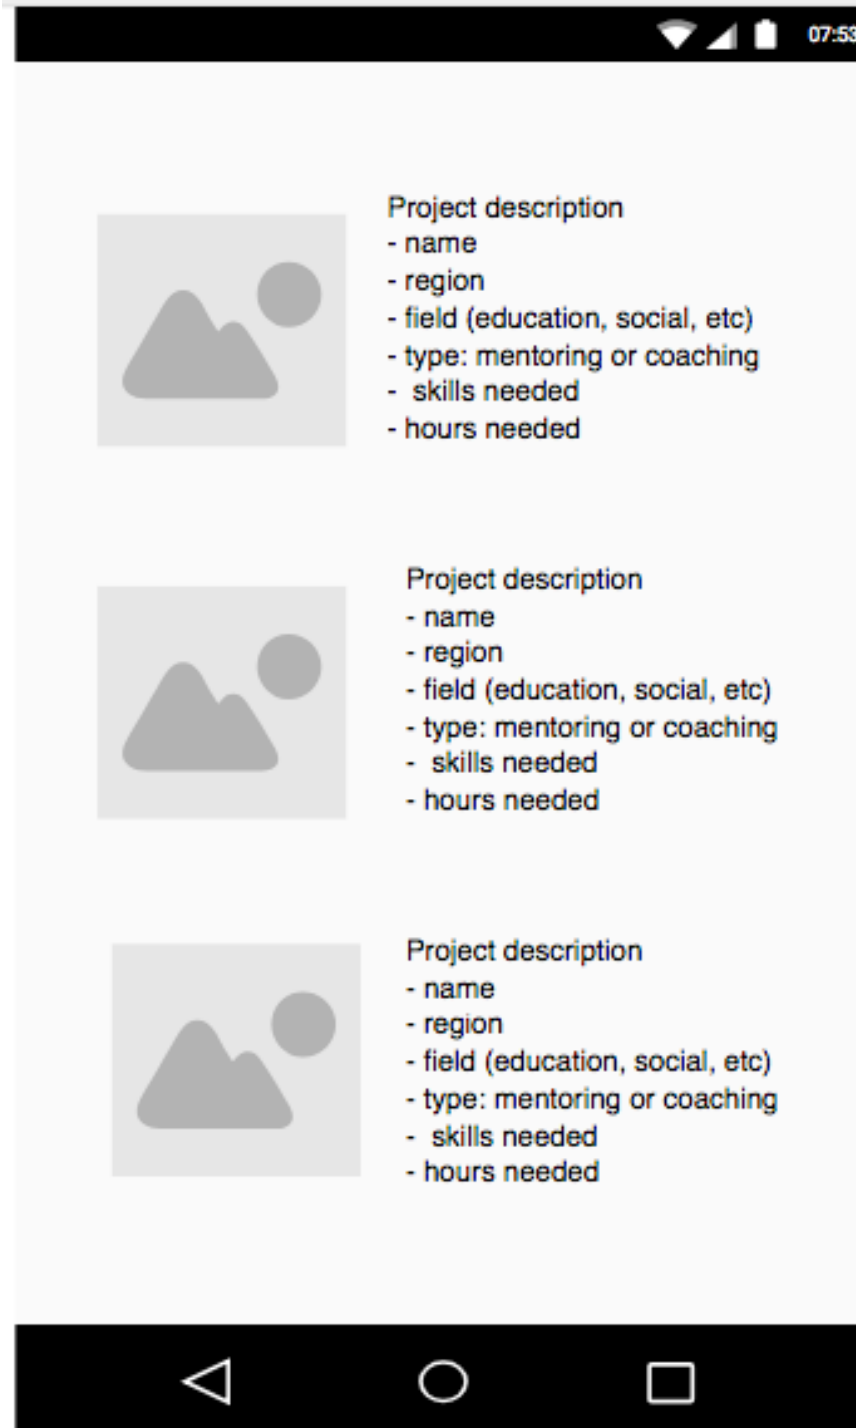 07:53
Project description
- name
- region
- field (education, social, etc)
- type: mentoring or coaching
-  skills needed
- hours needed
Project description
- name
- region
- field (education, social, etc)
- type: mentoring or coaching
-  skills needed
- hours needed
Project description
- name
- region
- field (education, social, etc)
- type: mentoring or coaching
-  skills needed
- hours needed